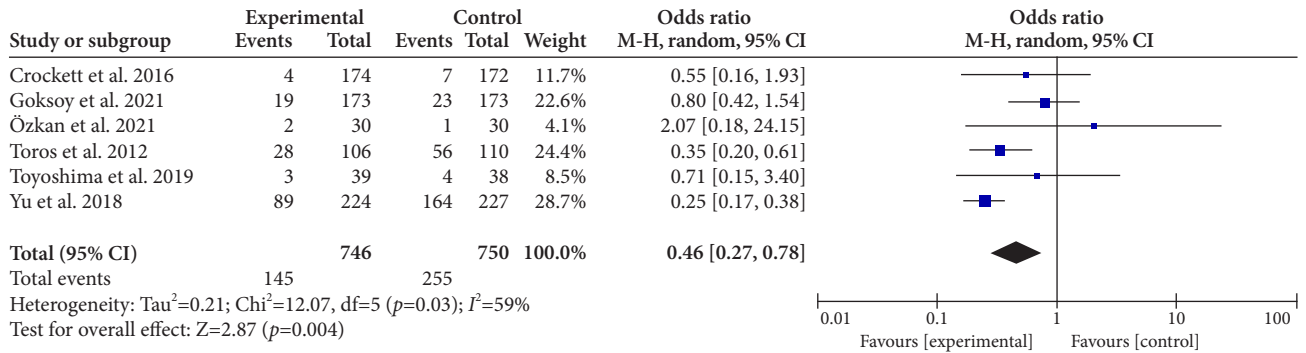 Experimental Control Odds ratio Odds ratio
Study or subgroup Events Total Events Total Weight M-H, random, 95% CI M-H, random, 95% CI
Crockett et al. 2016 4 174 7 172 11.7% 0.55 [0.16, 1.93]
Goksoy et al. 2021 19 173 23 173 22.6% 0.80 [0.42, 1.54]
Özkan et al. 2021 2 30 1 30 4.1% 2.07 [0.18, 24.15]
Toros et al. 2012 28 106 56 110 24.4% 0.35 [0.20, 0.61]
Toyoshima et al. 2019 3 39 4 38 8.5% 0.71 [0.15, 3.40]
Yu et al. 2018 89 224 164 227 28.7% 0.25 [0.17, 0.38]
Total (95% CI) 746 750 100.0% 0.46 [0.27, 0.78]
Total events 145 255
Heterogeneity: Tau²=0.21; Chi²=12.07, df=5 (p=0.03); I²=59%
Test for overall effect: Z=2.87 (p=0.004)
0.01 0.1 1 10 100
Favours [experimental] Favours [control]